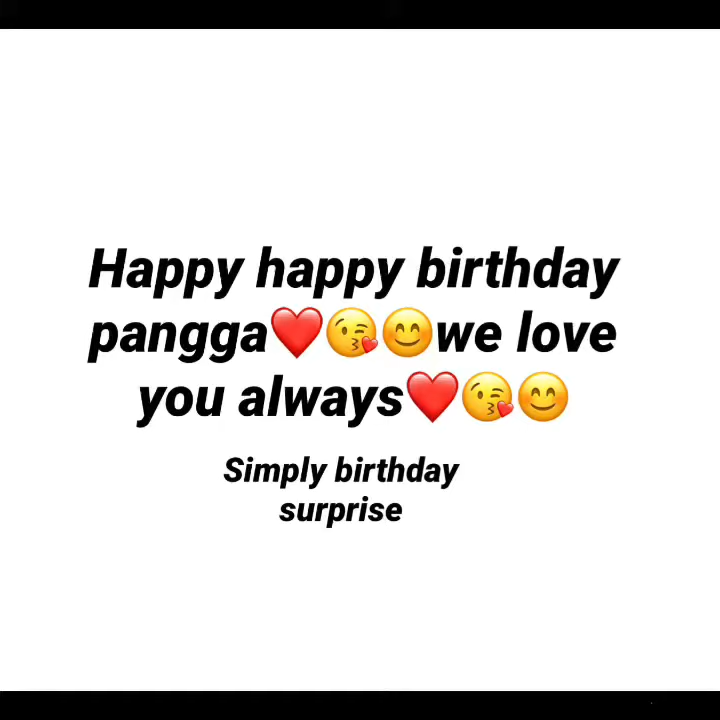 Happy happy birthday
pangga❤️😘😊we love
you always❤️😘😊
Simply birthday
surprise